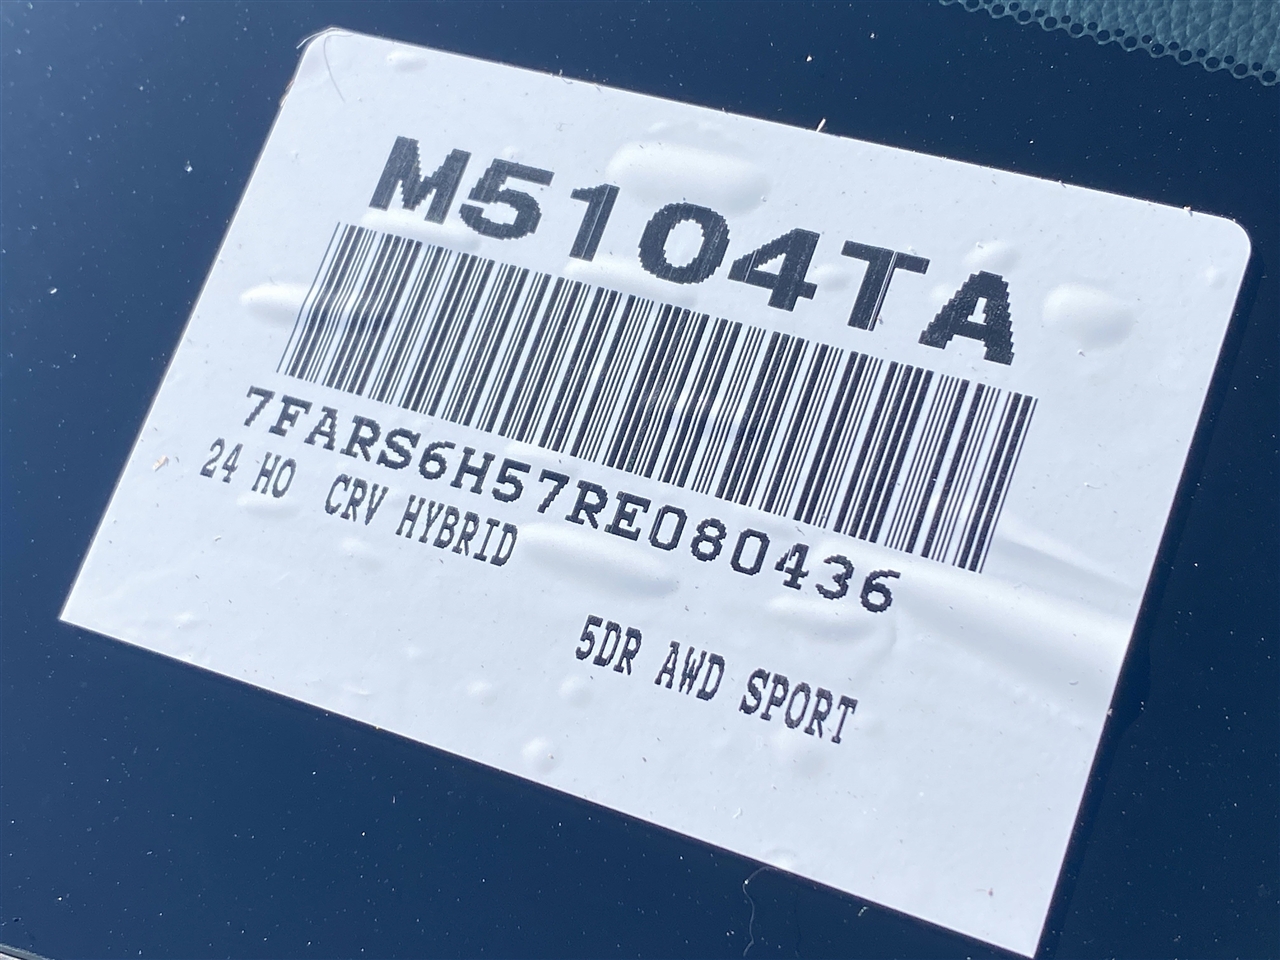 M5104TA
7FARS6H57RE080436
24 HO CRV HYBRID
5DR AWD SPORT